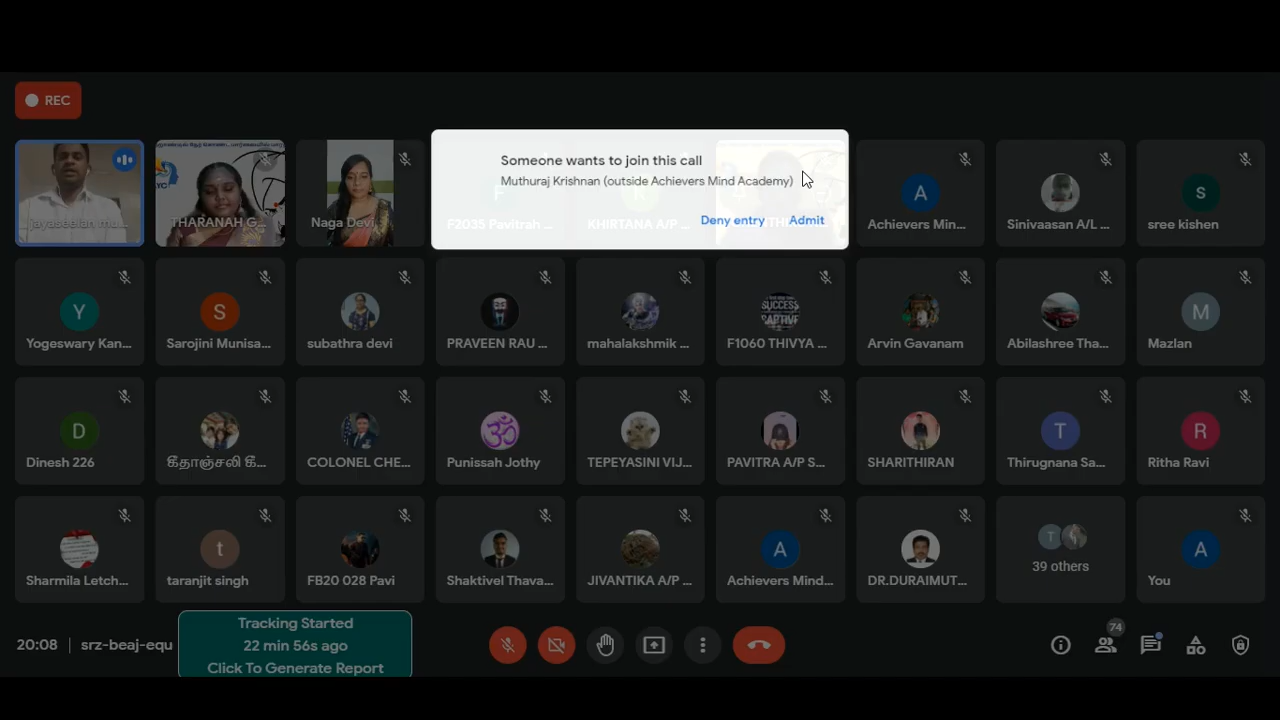 REC
Someone wants to join this call
Muthuraj Krishnan (outside Achievers Mind Academy)
Deny entry Admit
jayaseelan mu...
THARANAH G...
Naga Devi
F2035 Pavitrah ...
KHIRTANA A/P ...
Achievers Min...
Sinivaasan A/L ...
S
sree kishen
A
Y
Yogeswary Kan...
S
Sarojini Munisa...
subathra devi
PRAVEEN RAU ...
mahalakshmik ...
SUCCESS
F1060 THIVYA ...
Arvin Gavanam
Abilashree Tha...
M
Mazlan
D
Dinesh 226
கீதாஞ்சலி கீ...
COLONEL CHE...
Punissah Jothy
TEPEYASINI VIJ...
PAVITRA A/P S...
SHARITHIRAN
T
Thirugnana Sa...
R
Ritha Ravi
Sharmila Letch...
t
taranjit singh
FB20 028 Pavi
Shaktivel Thava...
JIVANTIKA A/P ...
A
Achievers Mind...
DR.DURAIMUT...
T
39 others
A
You
20:08 | srz-beaj-equ
Tracking Started
22 min 56s ago
Click To Generate Report
74